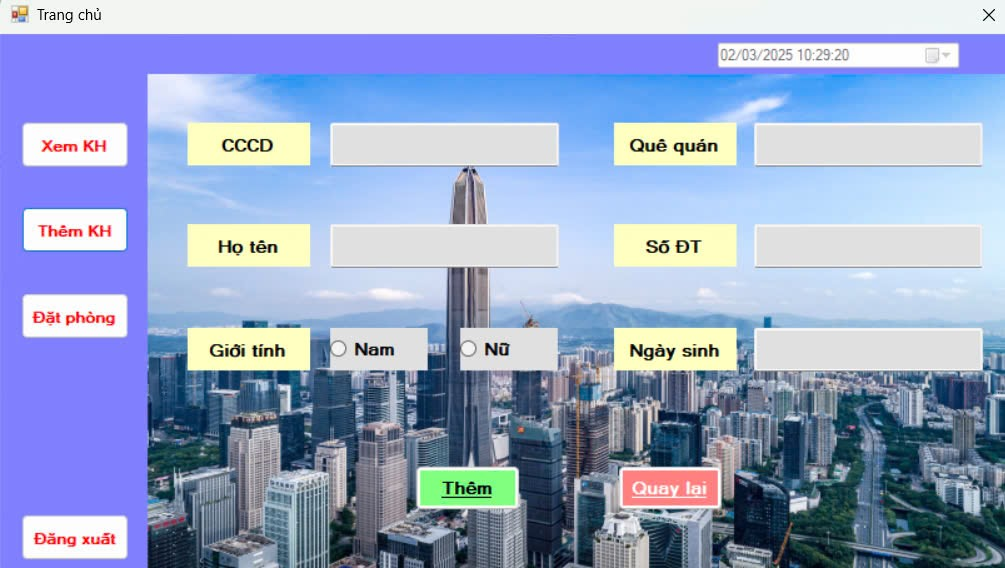 Trang chủ
02/03/2025 10:29:20
Xem KH
CCCD
Quê quán
Thêm KH
Họ tên
Số ĐT
Đặt phòng
Giới tính
Nam
Nữ
Ngày sinh
Thêm
Quay lại
Đăng xuất